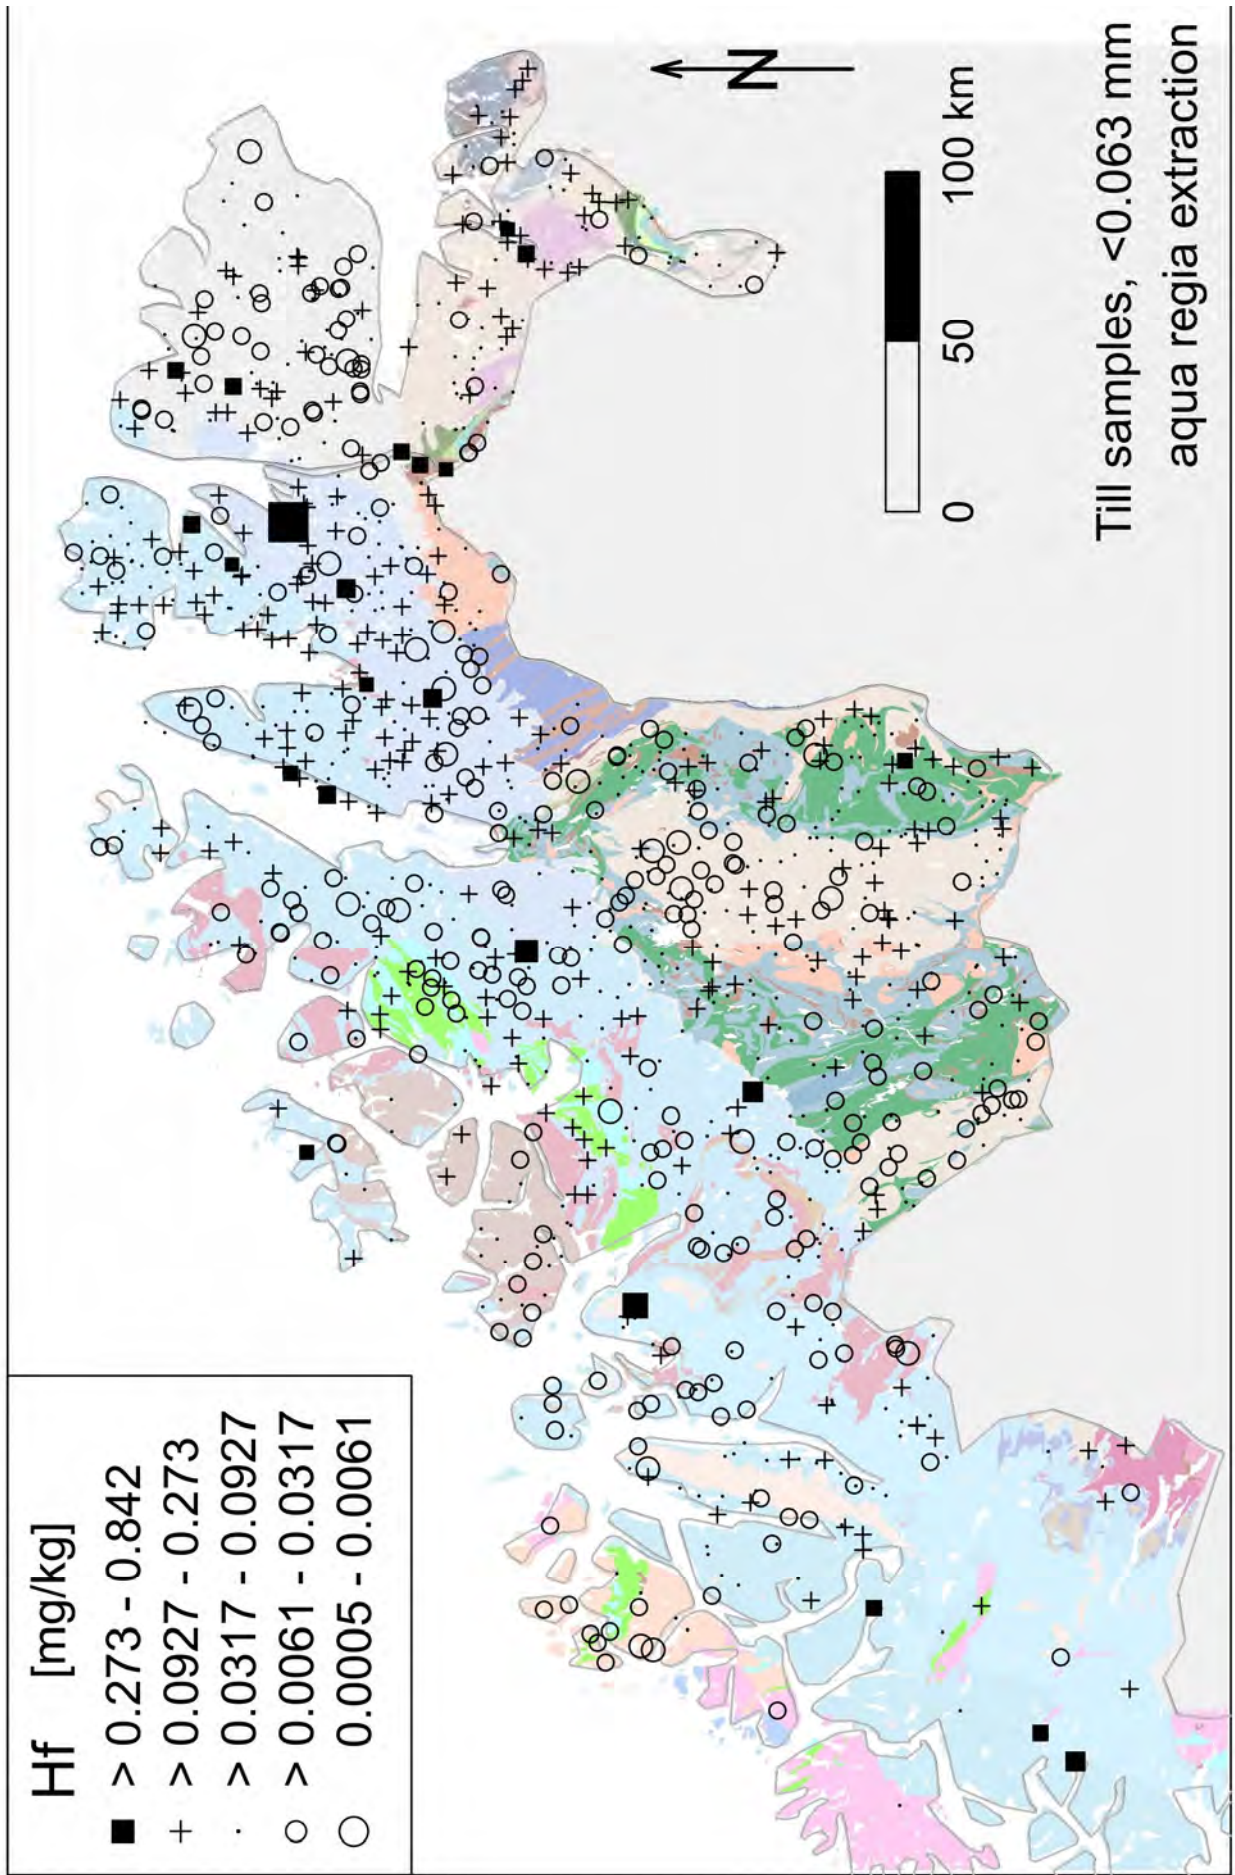 Hf [mg/kg]
> 0.273 - 0.842
> 0.0927 - 0.273
> 0.0317 - 0.0927
> 0.0061 - 0.0317
0.0005 - 0.0061
N
0 50 100 km
Till samples, <0.063 mm
aqua regia extraction